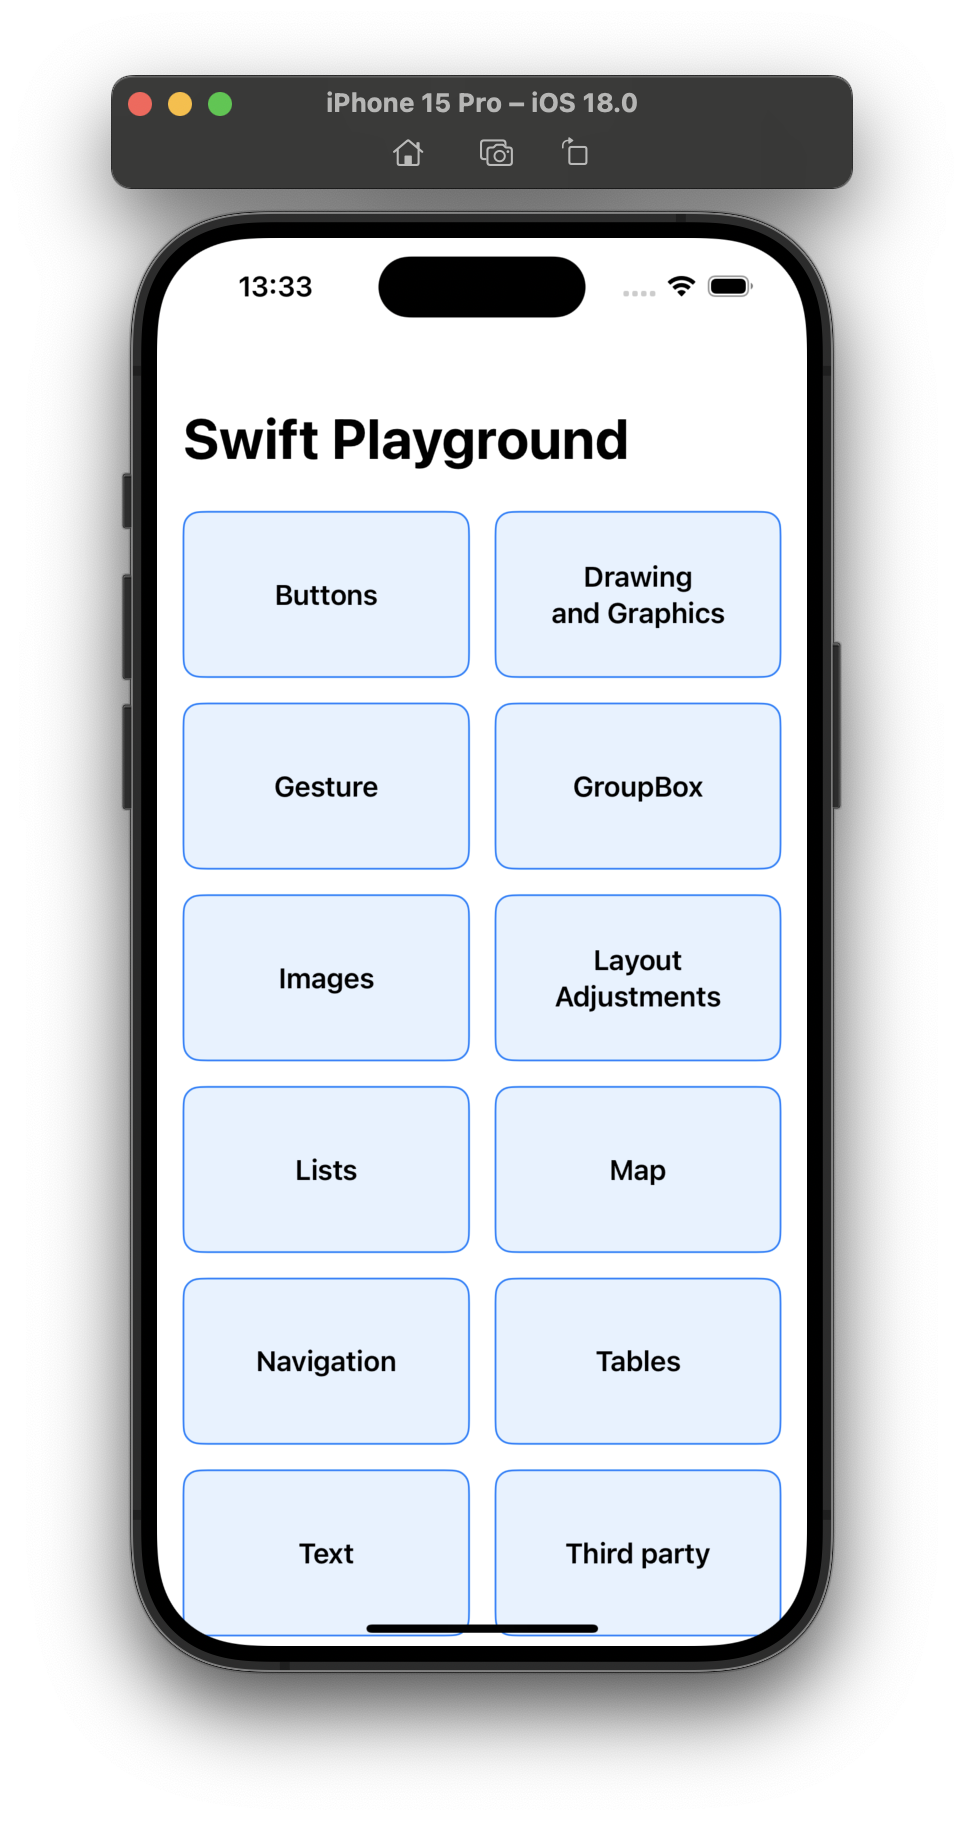 iPhone 15 Pro – iOS 18.0
13:33
Swift Playground
Buttons
Drawing
and Graphics
Gesture
GroupBox
Images
Layout
Adjustments
Lists
Map
Navigation
Tables
Text
Third party